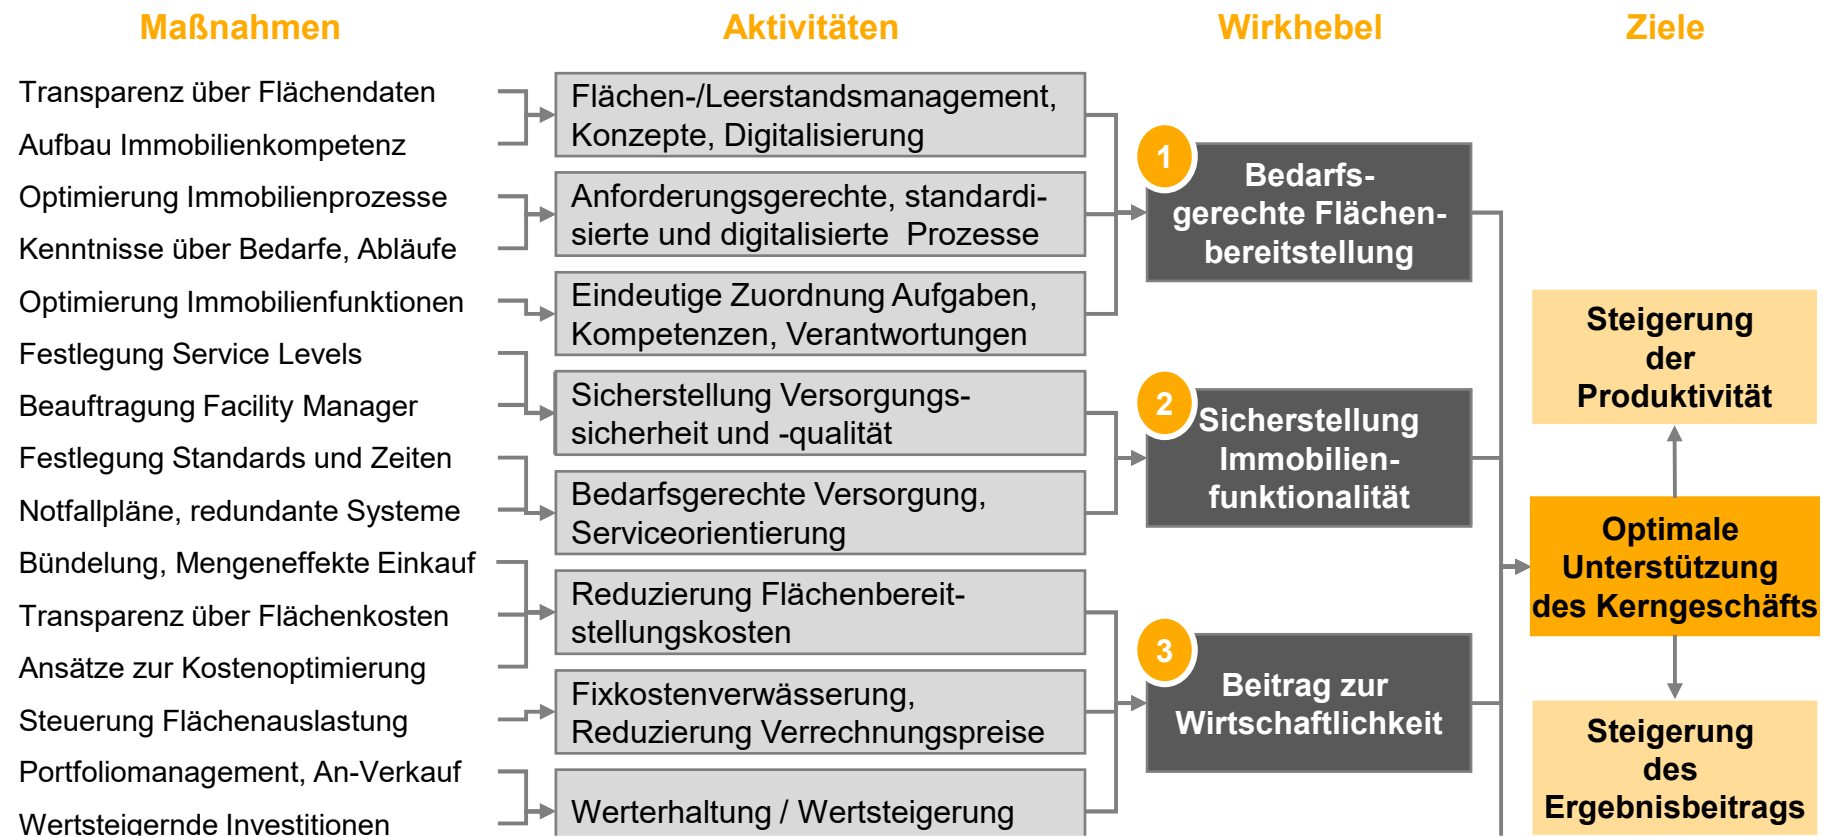 Maßnahmen
Aktivitäten
Wirkhebel
Ziele
Transparenz über Flächendaten
Aufbau Immobilienkompetenz
Optimierung Immobilienprozesse
Kenntnisse über Bedarfe, Abläufe
Optimierung Immobilienfunktionen
Festlegung Service Levels
Beauftragung Facility Manager
Festlegung Standards und Zeiten
Notfallpläne, redundante Systeme
Bündelung, Mengeneffekte Einkauf
Transparenz über Flächenkosten
Ansätze zur Kostenoptimierung
Steuerung Flächenauslastung
Portfoliomanagement, An-Verkauf
Wertsteigernde Investitionen
Flächen-/Leerstandsmanagement,
Konzepte, Digitalisierung
Anforderungsgerechte, standardi-
sierte und digitalisierte Prozesse
Eindeutige Zuordnung Aufgaben,
Kompetenzen, Verantwortungen
Sicherstellung Versorgungs-
sicherheit und -qualität
Bedarfsgerechte Versorgung,
Serviceorientierung
Reduzierung Flächenbereit-
stellungskosten
Fixkostenverwässerung,
Reduzierung Verrechnungspreise
Werterhaltung / Wertsteigerung
1
Bedarfs-
gerechte Flächen-
bereitstellung
2
Sicherstellung
Immobilien-
funktionalität
3
Beitrag zur
Wirtschaftlichkeit
Steigerung
der
Produktivität
Optimale
Unterstützung
des Kerngeschäfts
Steigerung
des
Ergebnisbeitrags